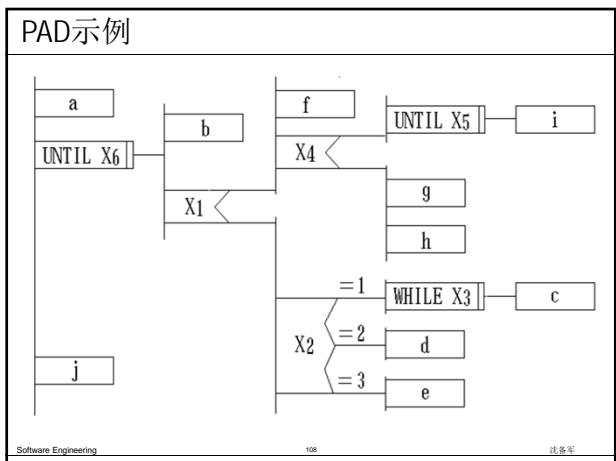 PAD示例
a
UNTIL X6
j
b
X1
f
X4
UNTIL X5
i
g
h
X2
=1
WHILE X3
c
=2
d
=3
e
Software Engineering
108
沈备军